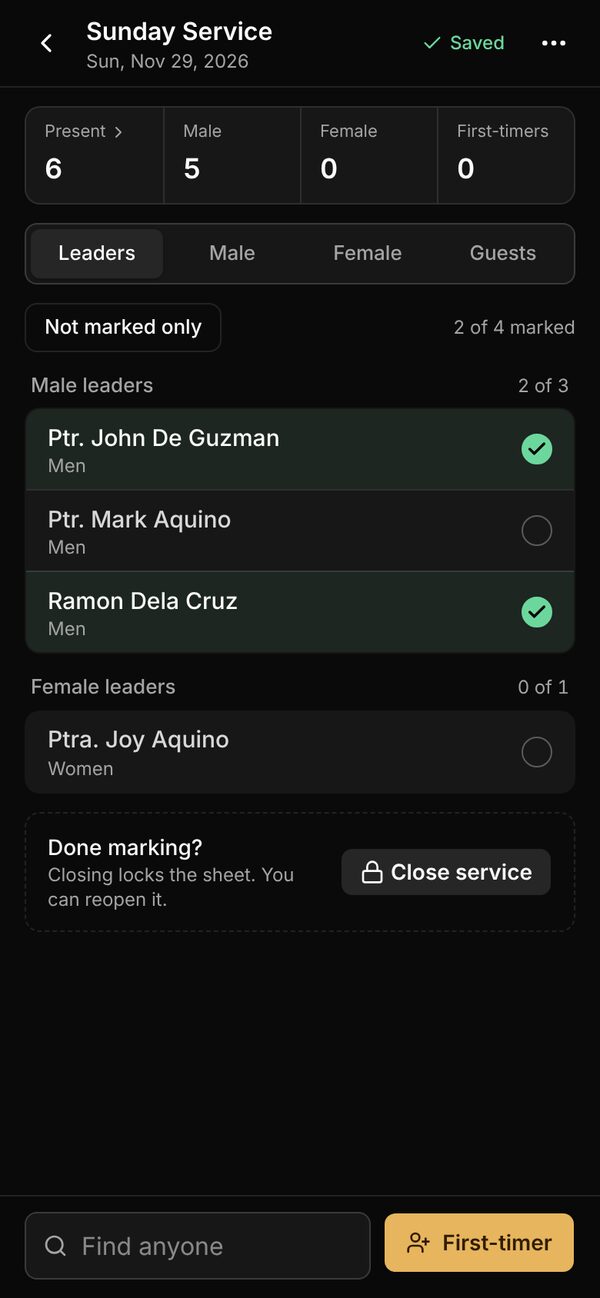 Sunday Service
Sun, Nov 29, 2026
Saved
Present
6
Male
5
Female
0
First-timers
0
Leaders
Male
Female
Guests
Not marked only
2 of 4 marked
Male leaders
2 of 3
Ptr. John De Guzman
Men
Ptr. Mark Aquino
Men
Ramon Dela Cruz
Men
Female leaders
0 of 1
Ptra. Joy Aquino
Women
Done marking?
Closing locks the sheet. You
can reopen it.
Close service
Find anyone
First-timer